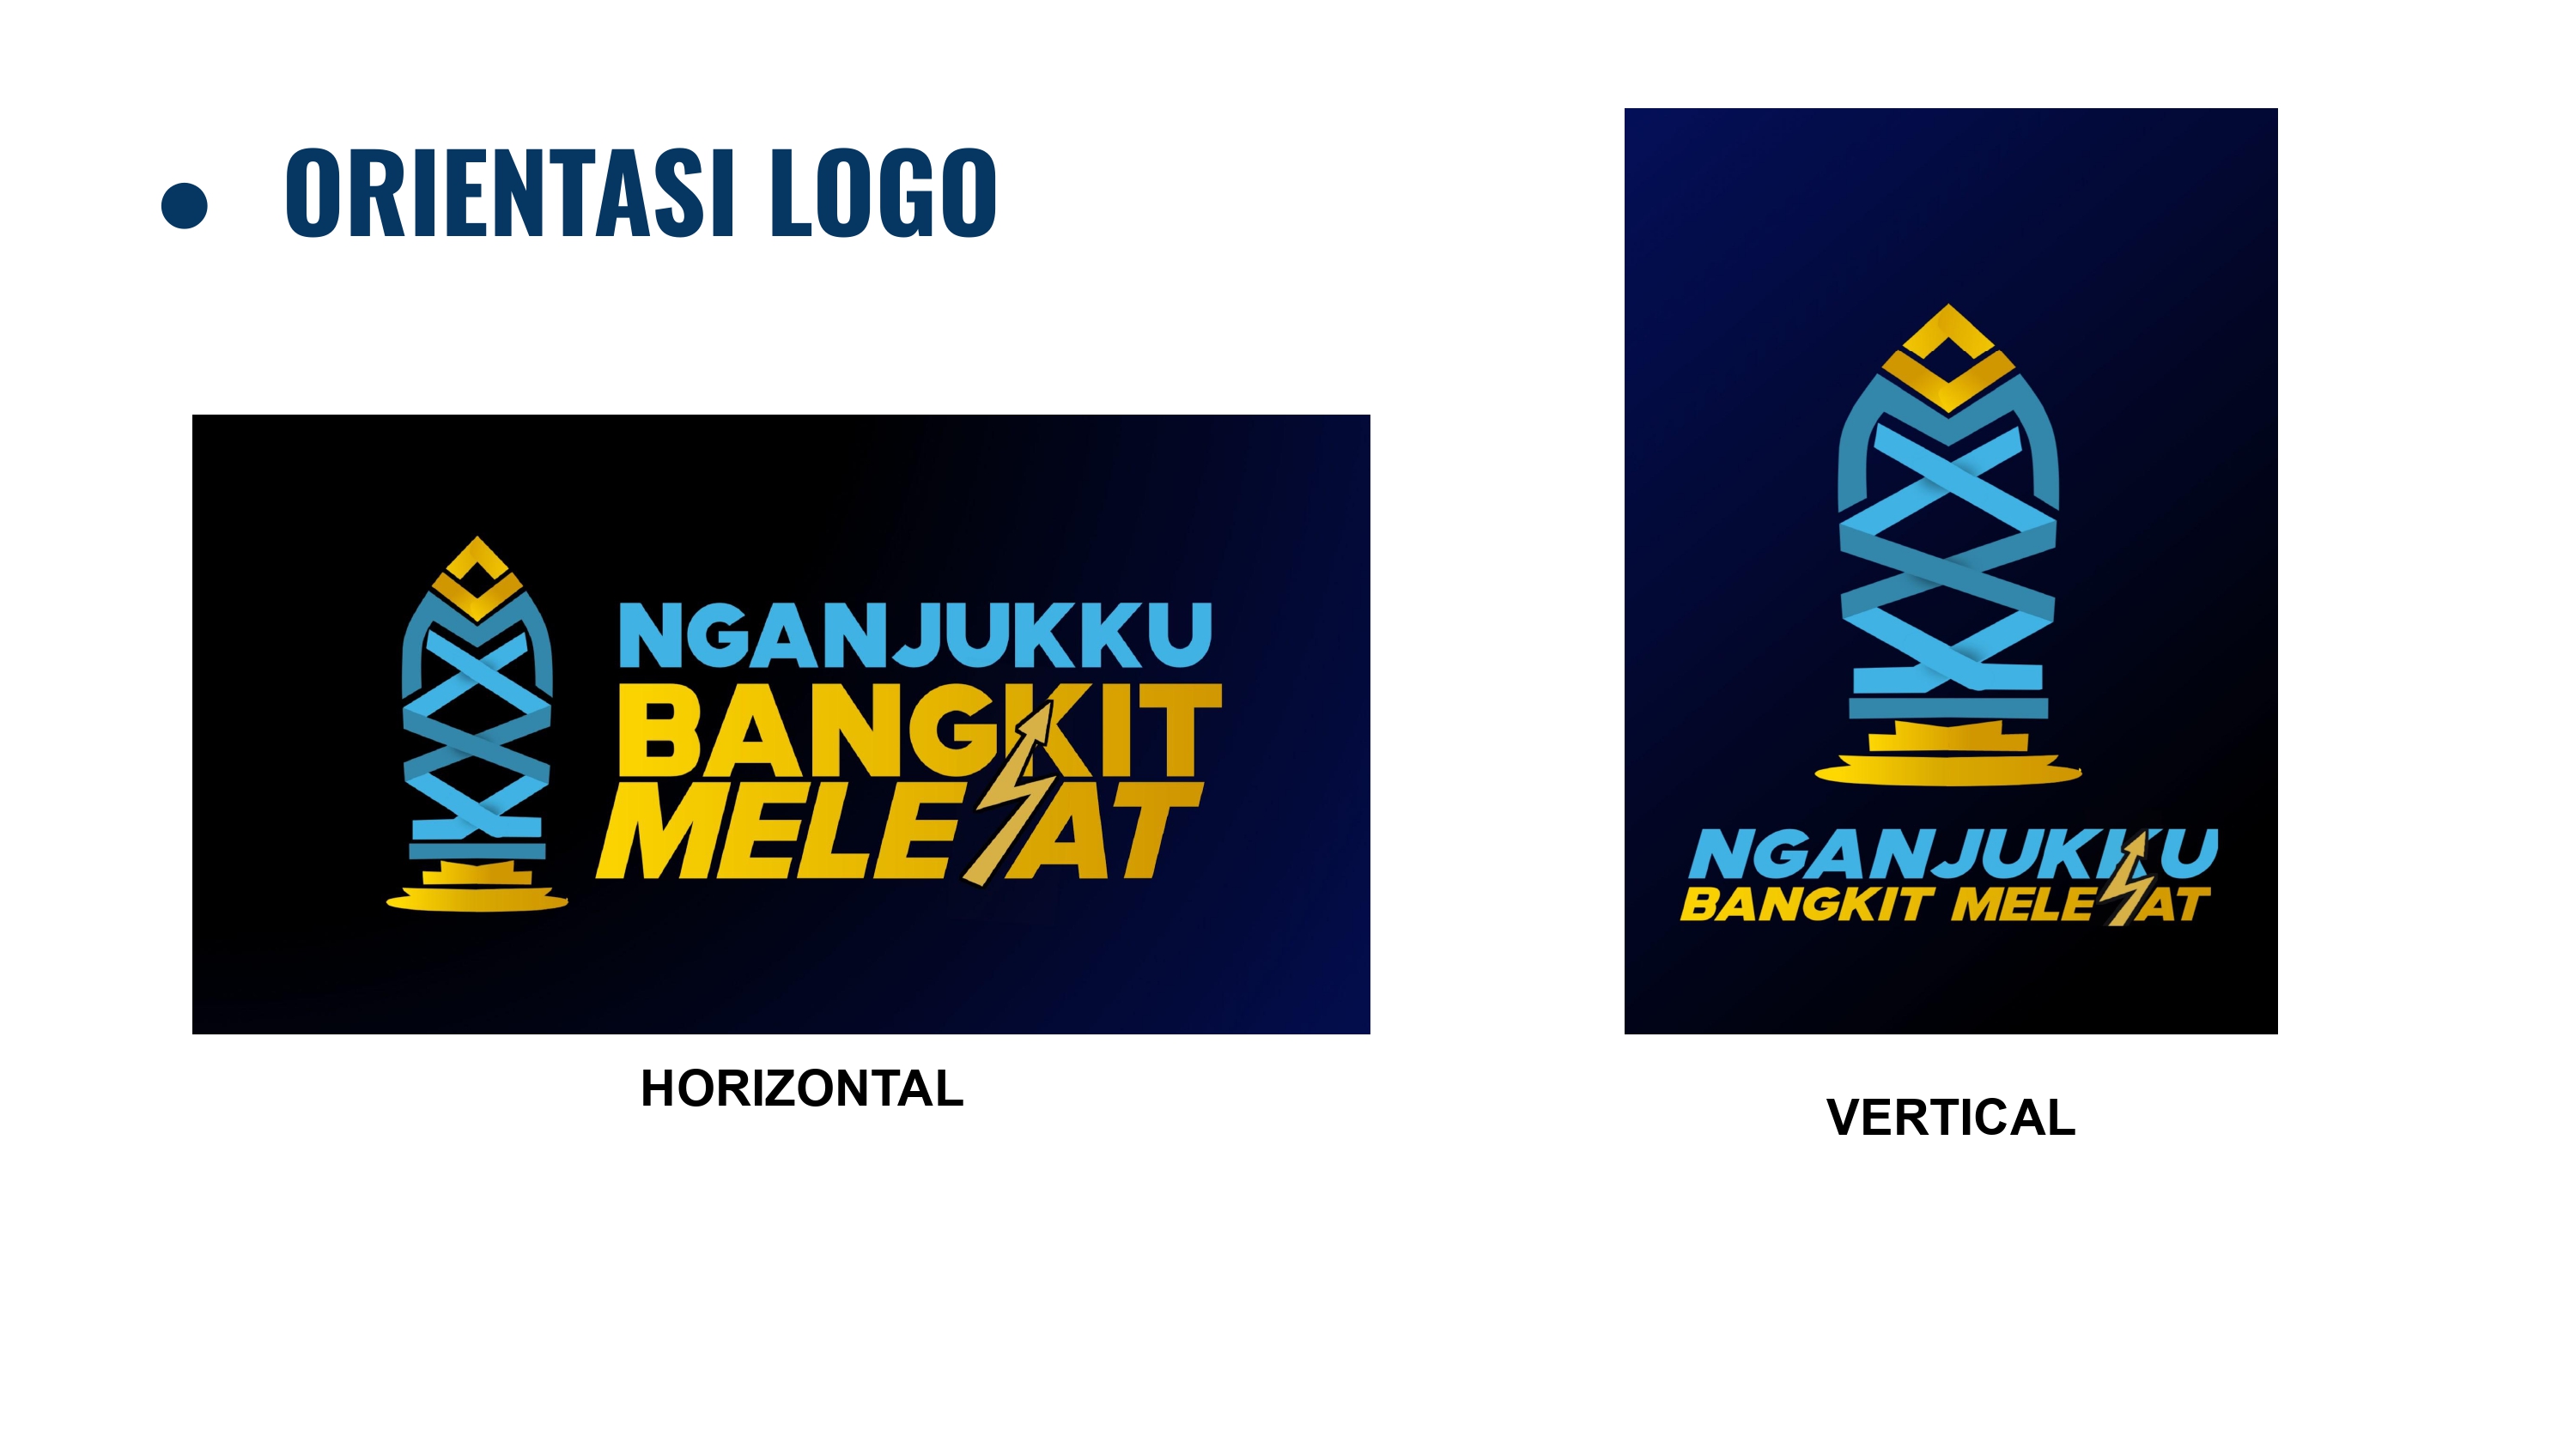 ● ORIENTASI LOGO
NGANJUKKU
BANGKIT
MELESAT
HORIZONTAL
NGANJUKKU
BANGKIT MELESAT
VERTICAL